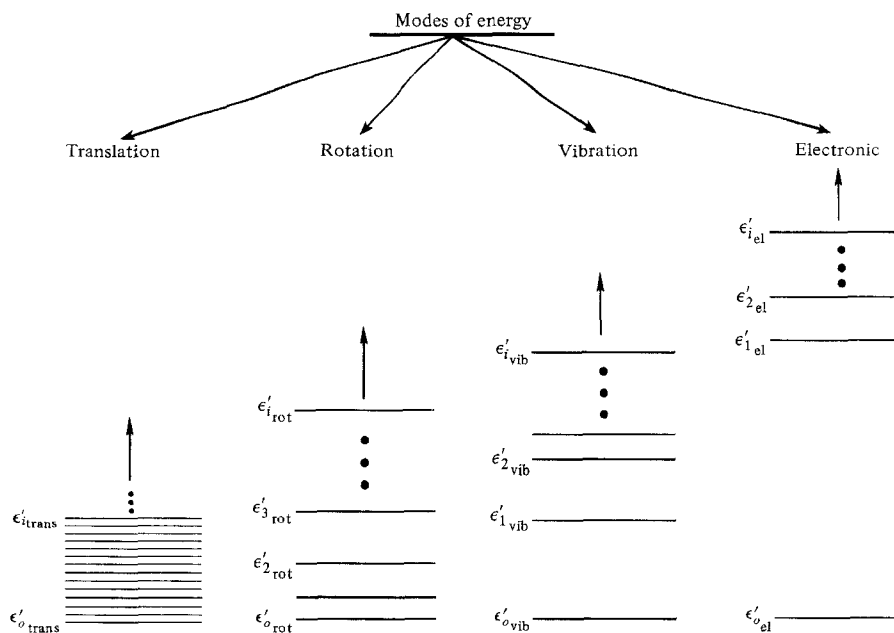 Modes of energy
Translation Rotation Vibration Electronic
ϵ′ᵢ trans
ϵ′ₒ trans
ϵ′ᵢ rot
ϵ′₃ rot
ϵ′₂ rot
ϵ′ₒ rot
ϵ′ᵢ vib
ϵ′₂ vib
ϵ′₁ vib
ϵ′ₒ vib
ϵ′ᵢ el
ϵ′₂ el
ϵ′₁ el
ϵ′ₒ el